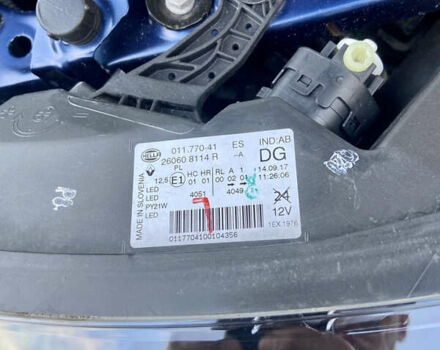 011.770-41 ES IND:AB
HELLA 26060 8114 R -A DG
PL
12,5 E1 HC HR RL A 1 14.09.17
01 01 00 02 01 11:26:06
LED
LED 4051 4049 24
PY21W 12V
LED
1EX.1976
0117704100104356
MADE IN SLOVENIA